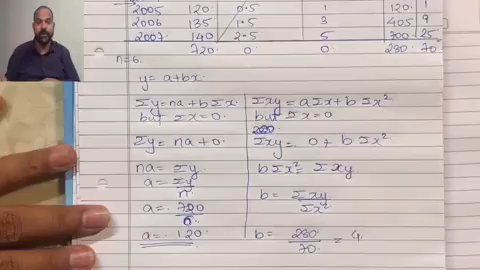 2005 120 0.5 1 120 1
2006 135 1.5 3 405 9
2007 140 2.5 5 700 25
720 0 0 280 70
n=6.
y = a+bx.
Σy=na+bΣx.
but Σx=0.
Σy= na+0.
na= Σy
a= Σy
n
a= 720
6
a= 120.
Σxy=aΣx+bΣx²
but Σx=0
Σxy= 0+bΣx²
bΣx²= Σxy
b= Σxy
Σx²
b= 280 = 4
70